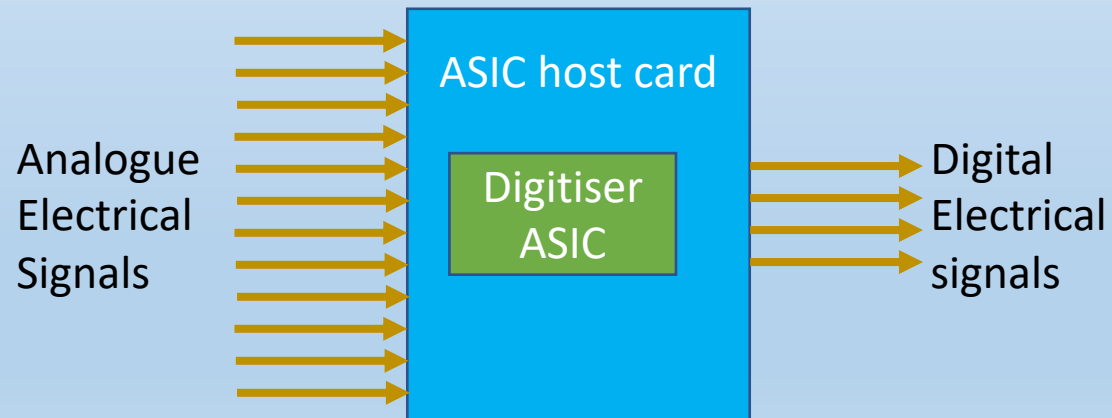 ASIC host card
Analogue
Electrical
Signals
Digitiser
ASIC
Digital
Electrical
signals